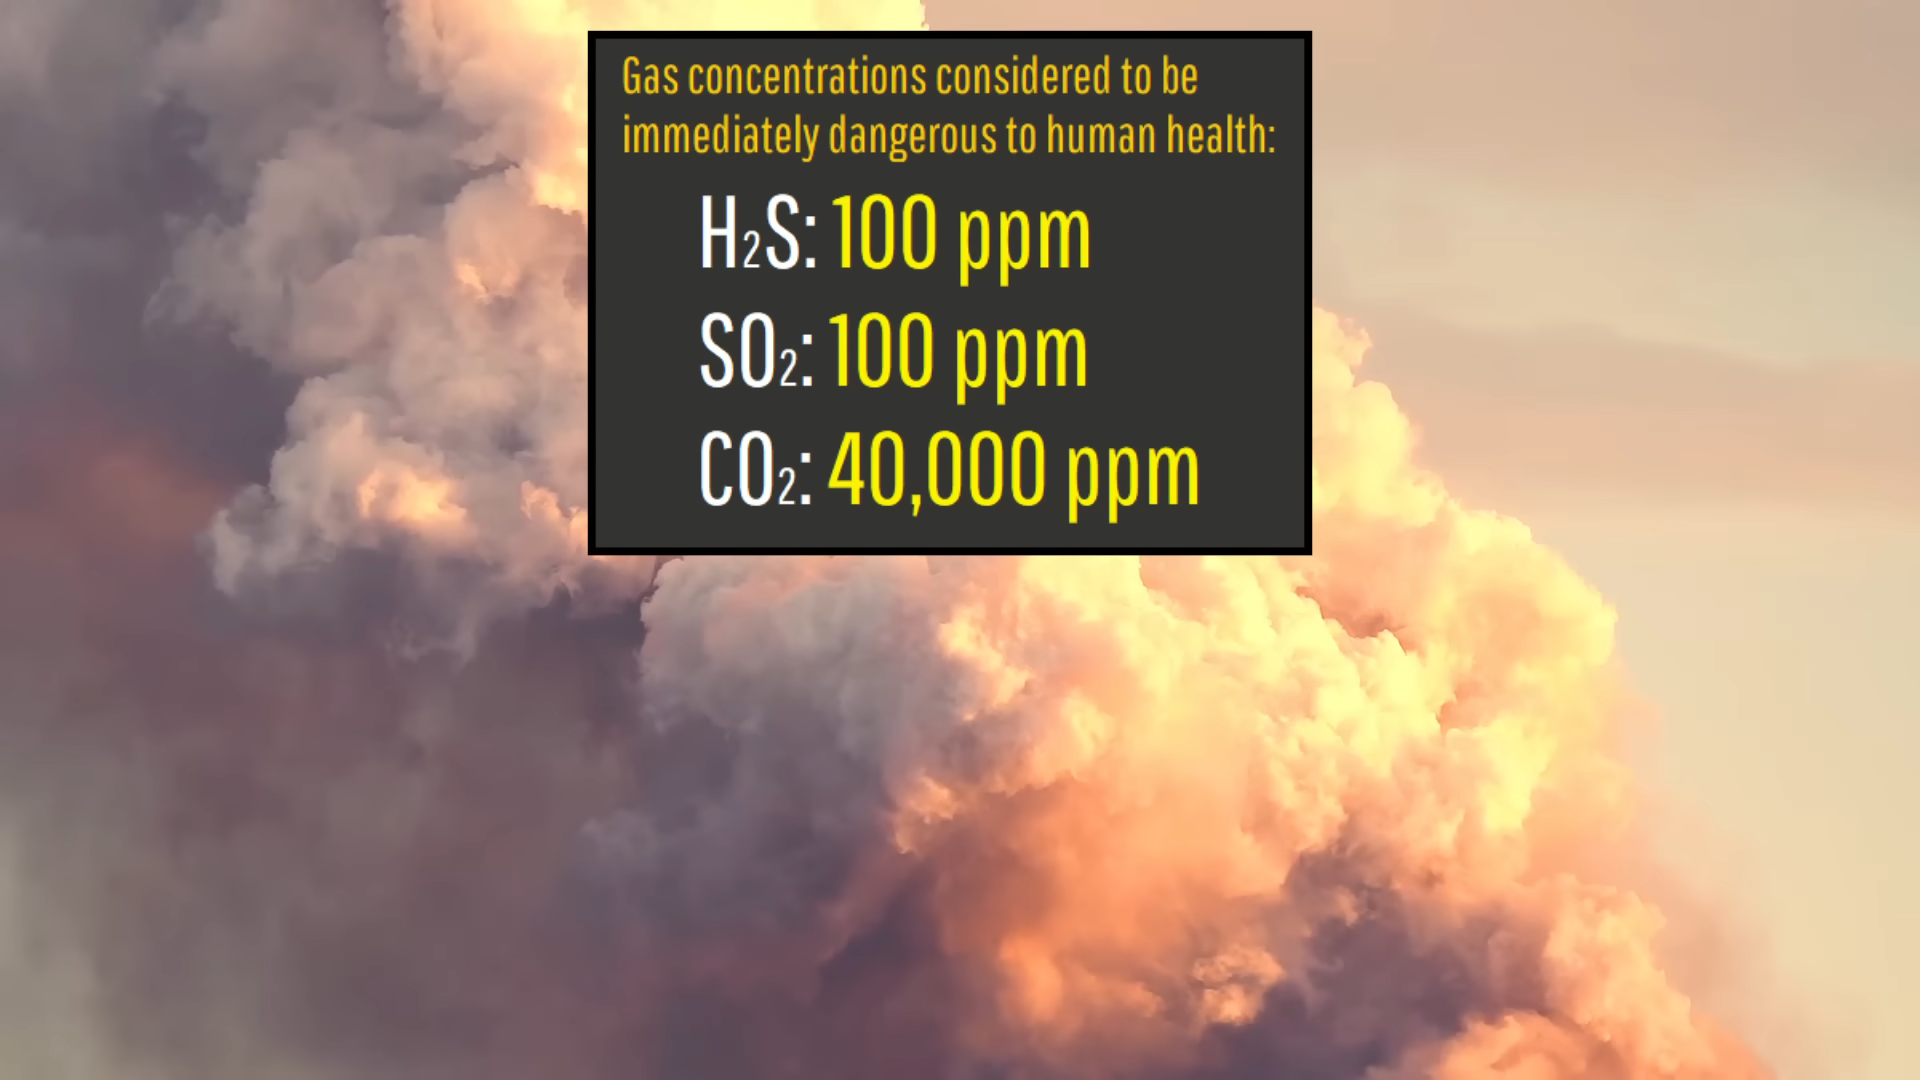 Gas concentrations considered to be
immediately dangerous to human health:
H₂S: 100 ppm
SO₂: 100 ppm
CO₂: 40,000 ppm